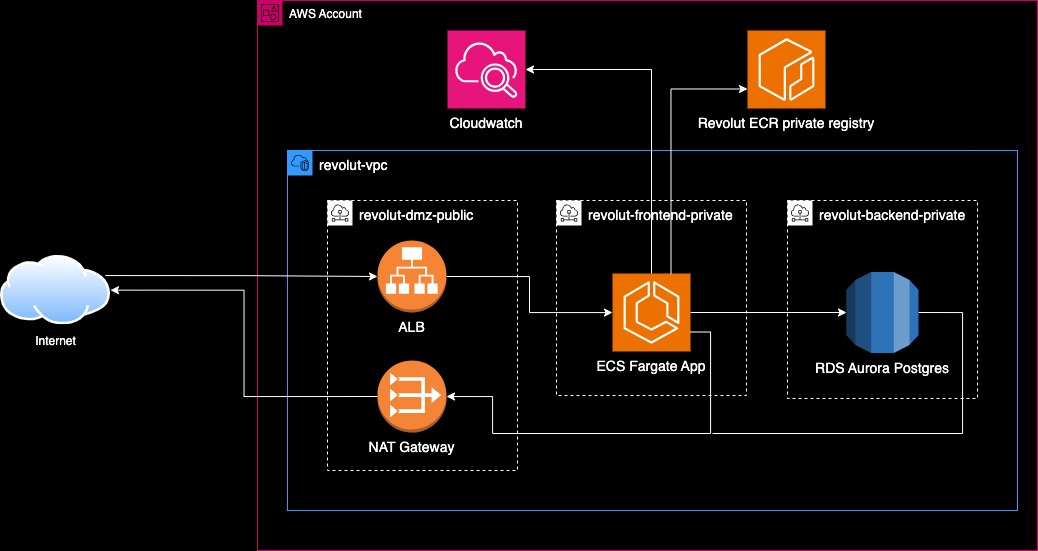 AWS Account
Cloudwatch
Revolut ECR private registry
revolut-vpc
revolut-dmz-public
revolut-frontend-private
revolut-backend-private
ALB
Internet
ECS Fargate App
RDS Aurora Postgres
NAT Gateway